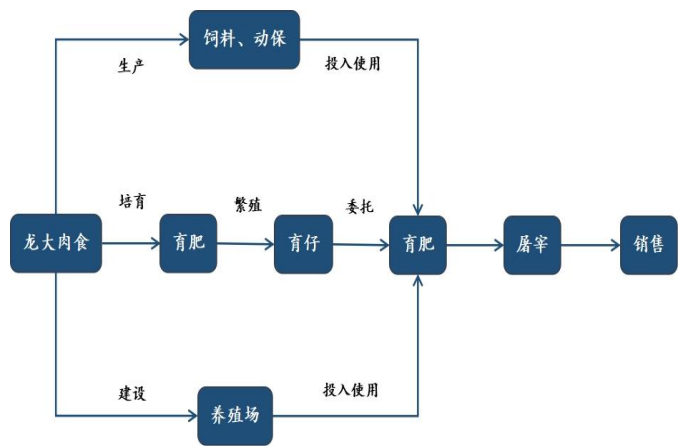 饲料、动保
生产
投入使用
培育
繁殖
委托
龙大肉食
育肥
育仔
育肥
屠宰
销售
建设
投入使用
养殖场